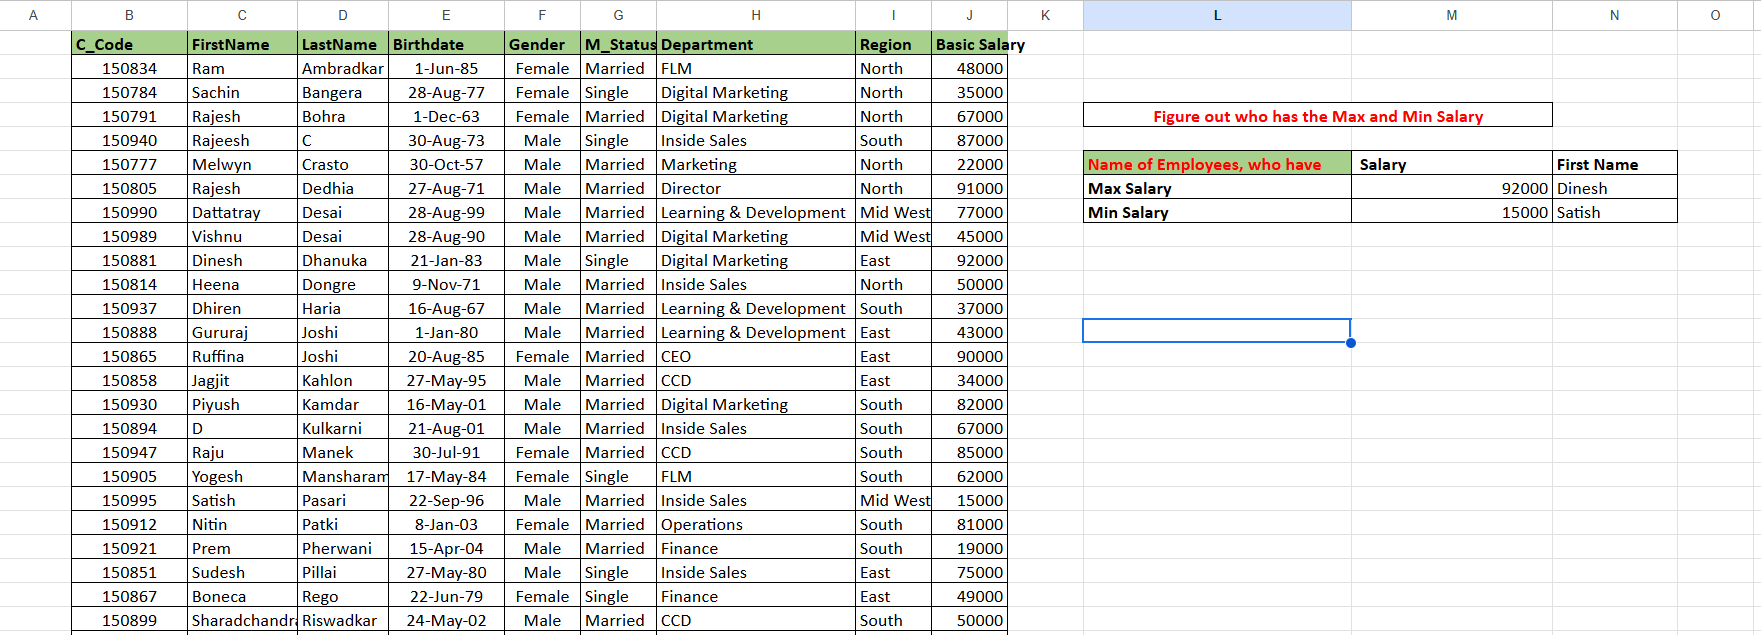 A B C D E F G H I J K L M N O
C_Code FirstName LastName Birthdate Gender M_Status Department Region Basic Salary
150834 Ram Ambradkar 1-Jun-85 Female Married FLM North 48000
150784 Sachin Bangera 28-Aug-77 Female Single Digital Marketing North 35000
150791 Rajesh Bohra 1-Dec-63 Female Married Digital Marketing North 67000 Figure out who has the Max and Min Salary
150940 Rajeesh C 30-Aug-73 Male Single Inside Sales South 87000
150777 Melwyn Crasto 30-Oct-57 Male Married Marketing North 22000 Name of Employees, who have Salary First Name
150805 Rajesh Dedhia 27-Aug-71 Male Married Director North 91000 Max Salary 92000 Dinesh
150990 Dattatray Desai 28-Aug-99 Male Married Learning & Development Mid West 77000 Min Salary 15000 Satish
150989 Vishnu Desai 28-Aug-90 Male Married Digital Marketing Mid West 45000
150881 Dinesh Dhanuka 21-Jan-83 Male Single Digital Marketing East 92000
150814 Heena Dongre 9-Nov-71 Male Married Inside Sales North 50000
150937 Dhiren Haria 16-Aug-67 Male Married Learning & Development South 37000
150888 Gururaj Joshi 1-Jan-80 Male Married Learning & Development East 43000
150865 Ruffina Joshi 20-Aug-85 Female Married CEO East 90000
150858 Jagjit Kahlon 27-May-95 Male Married CCD East 34000
150930 Piyush Kamdar 16-May-01 Male Married Digital Marketing South 82000
150894 D Kulkarni 21-Aug-01 Male Married Inside Sales South 67000
150947 Raju Manek 30-Jul-91 Female Married CCD South 85000
150905 Yogesh Mansharam 17-May-84 Female Single FLM South 62000
150995 Satish Pasari 22-Sep-96 Male Married Inside Sales Mid West 15000
150912 Nitin Patki 8-Jan-03 Female Married Operations South 81000
150921 Prem Pherwani 15-Apr-04 Male Married Finance South 19000
150851 Sudesh Pillai 27-May-80 Male Single Inside Sales East 75000
150867 Boneca Rego 22-Jun-79 Female Single Finance East 49000
150899 Sharadchandra Riswadkar 24-May-02 Male Married CCD South 50000